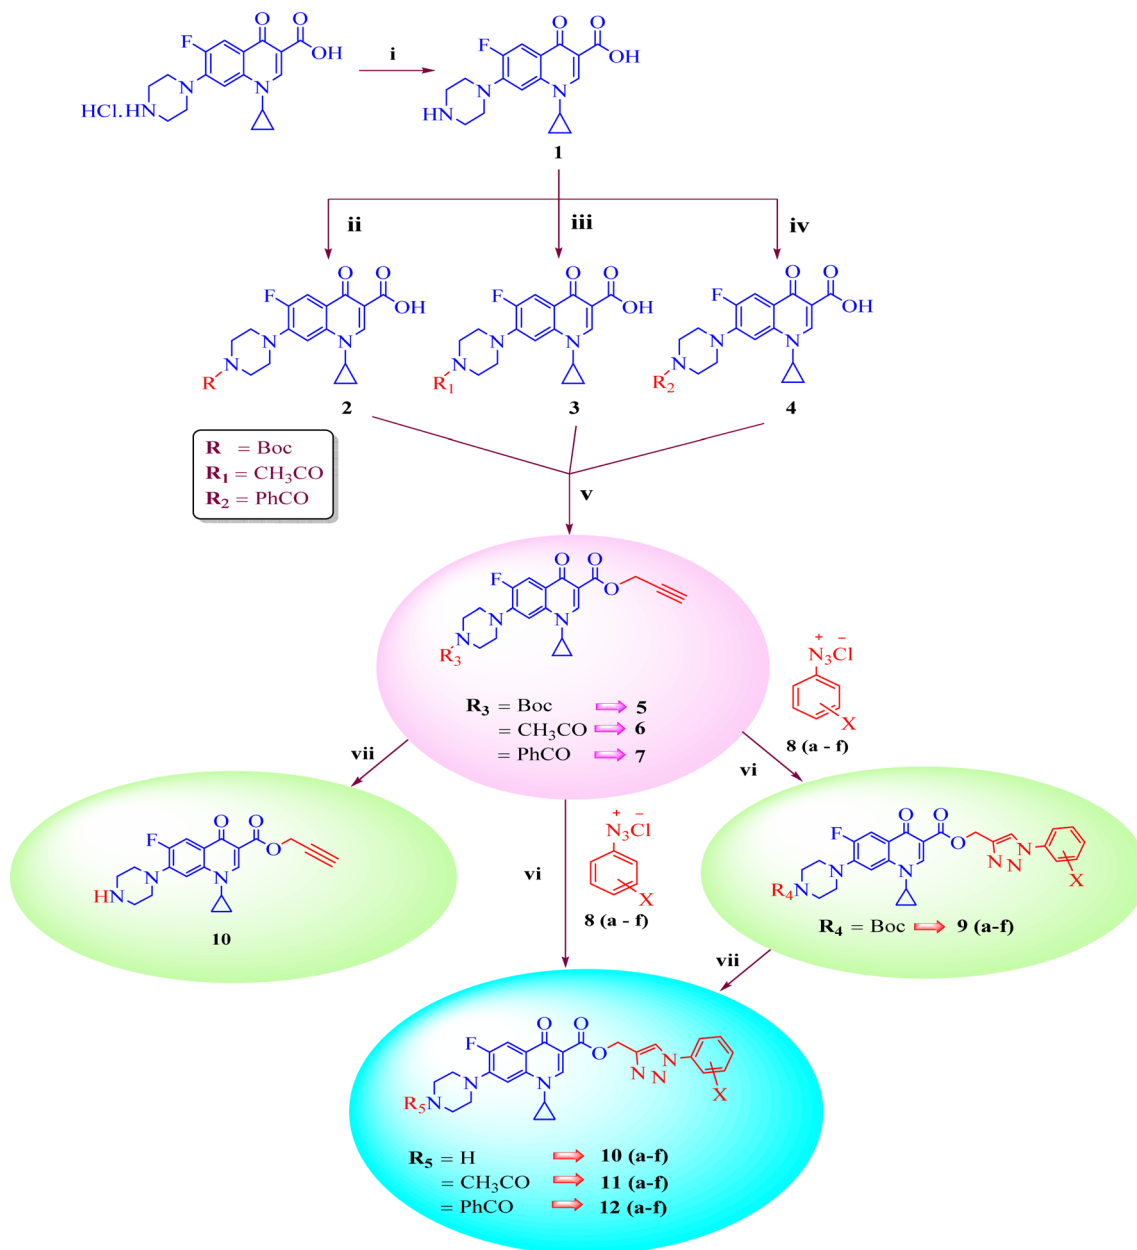 O O
F
OH
i
N N
HCl.HN
O O
F
OH
N N
HN
1
ii iii iv
O O
F
OH
N N
N
R
2
O O
F
OH
N N
N
R1
3
O O
F
OH
N N
N
R2
4
R = Boc
R1 = CH3CO
R2 = PhCO
v
O O
F
O
N N
N
R3
R3 = Boc ⇨ 5
= CH3CO ⇨ 6
= PhCO ⇨ 7
+ −
N3Cl
X
8 (a - f)
vii
vi
O O
F
O
N N
HN
10
+ −
N3Cl
X
8 (a - f)
vi
O O
F
O
N
N=N
N N
R4N
X
R4 = Boc ⇨ 9 (a-f)
vii
O O
F
O
N
N=N
N N
R5N
X
R5 = H ⇨ 10 (a-f)
= CH3CO ⇨ 11 (a-f)
= PhCO ⇨ 12 (a-f)